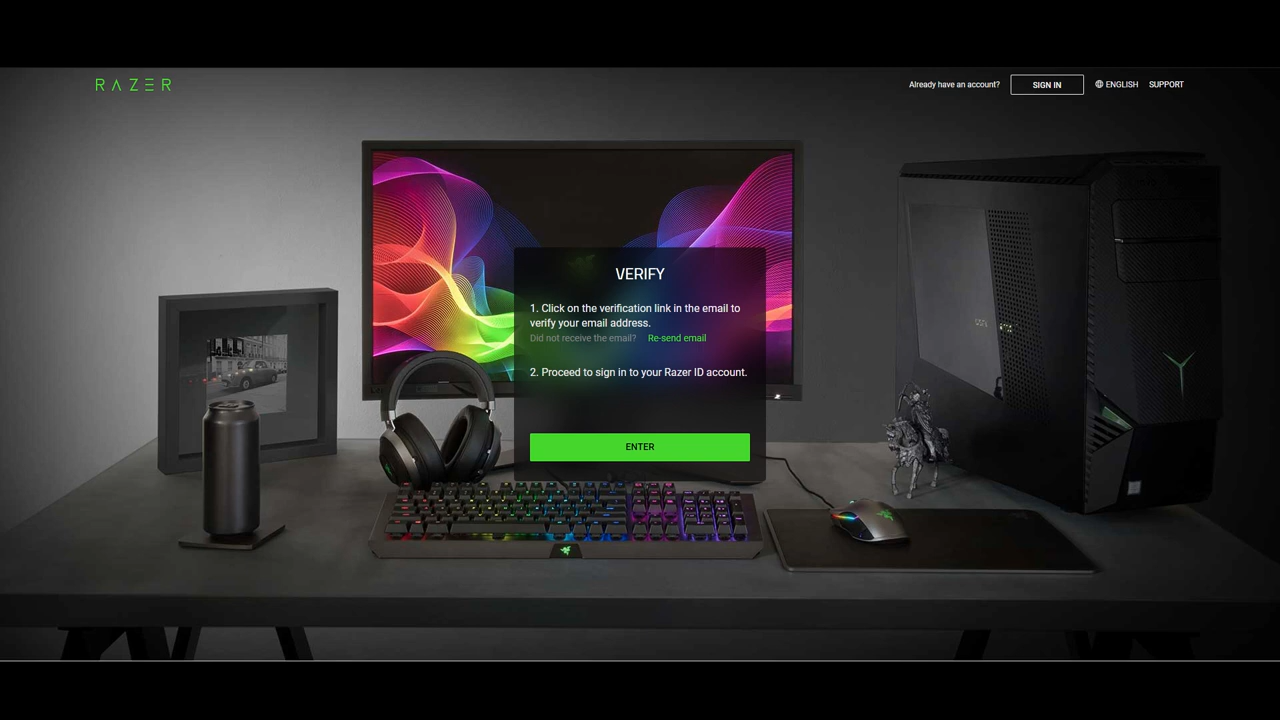 RAZER
Already have an account?
SIGN IN
ENGLISH
SUPPORT
VERIFY
1. Click on the verification link in the email to
verify your email address.
Did not receive the email? Re-send email
2. Proceed to sign in to your Razer ID account.
ENTER